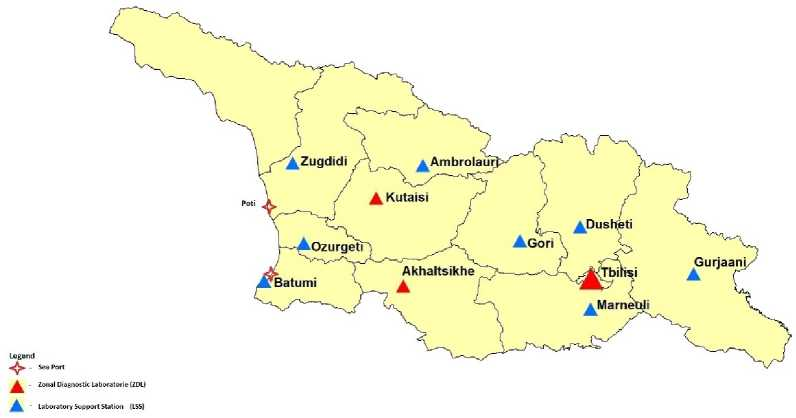 Zugdidi
Ambrolauri
Poti
Kutaisi
Dusheti
Ozurgeti
Gori
Gurjaani
Akhaltsikhe
Tbilisi
Batumi
Marneuli
Legend
- Sea Port
- Zonal Diagnostic Laboratorie (ZDL)
- Laboratory Support Station (LSS)